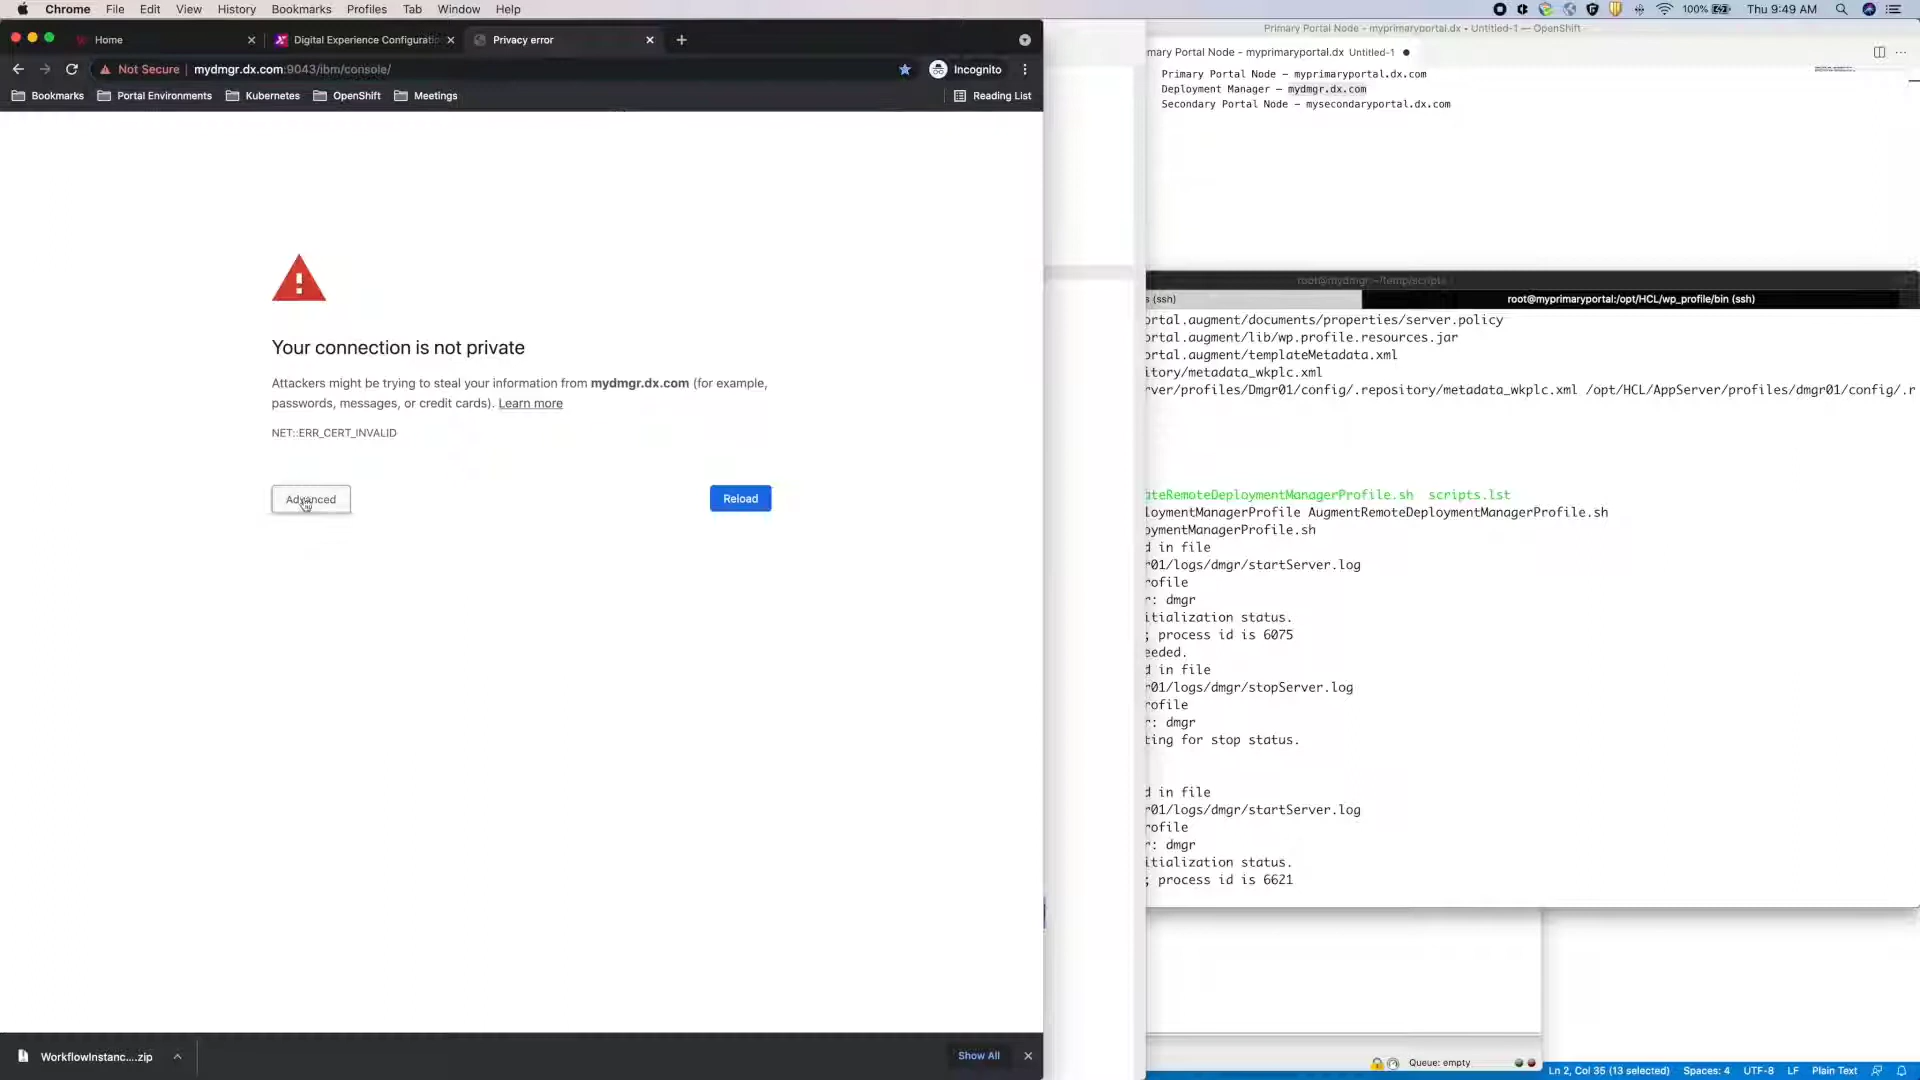 Chrome File Edit View History Bookmarks Profiles Tab Window Help
100% Thu 9:49 AM
Home
Digital Experience Configurati
Privacy error
Not Secure mydmgr.dx.com:9043/ibm/console/
Incognito
Bookmarks Portal Environments Kubernetes OpenShift Meetings
Reading List
Your connection is not private
Attackers might be trying to steal your information from mydmgr.dx.com (for example,
passwords, messages, or credit cards). Learn more
NET::ERR_CERT_INVALID
Advanced
Reload
WorkflowInstanc....zip
Show All
Primary Portal Node - myprimaryportal.dx • Untitled-1 — OpenShift
mary Portal Node - myprimaryportal.dx Untitled-1
Primary Portal Node - myprimaryportal.dx.com
Deployment Manager - mydmgr.dx.com
Secondary Portal Node - mysecondaryportal.dx.com
root@mydmgr:~/temp/scripts
s (ssh)
root@myprimaryportal:/opt/HCL/wp_profile/bin (ssh)
ortal.augment/documents/properties/server.policy
ortal.augment/lib/wp.profile.resources.jar
ortal.augment/templateMetadata.xml
itory/metadata_wkplc.xml
rver/profiles/Dmgr01/config/.repository/metadata_wkplc.xml /opt/HCL/AppServer/profiles/dmgr01/config/.r
ateRemoteDeploymentManagerProfile.sh scripts.lst
loymentManagerProfile AugmentRemoteDeploymentManagerProfile.sh
oymentManagerProfile.sh
d in file
r01/logs/dmgr/startServer.log
rofile
r: dmgr
itialization status.
; process id is 6075
eeded.
d in file
r01/logs/dmgr/stopServer.log
rofile
r: dmgr
ting for stop status.
d in file
r01/logs/dmgr/startServer.log
rofile
r: dmgr
itialization status.
; process id is 6621
Queue: empty
Ln 2, Col 35 (13 selected) Spaces: 4 UTF-8 LF Plain Text